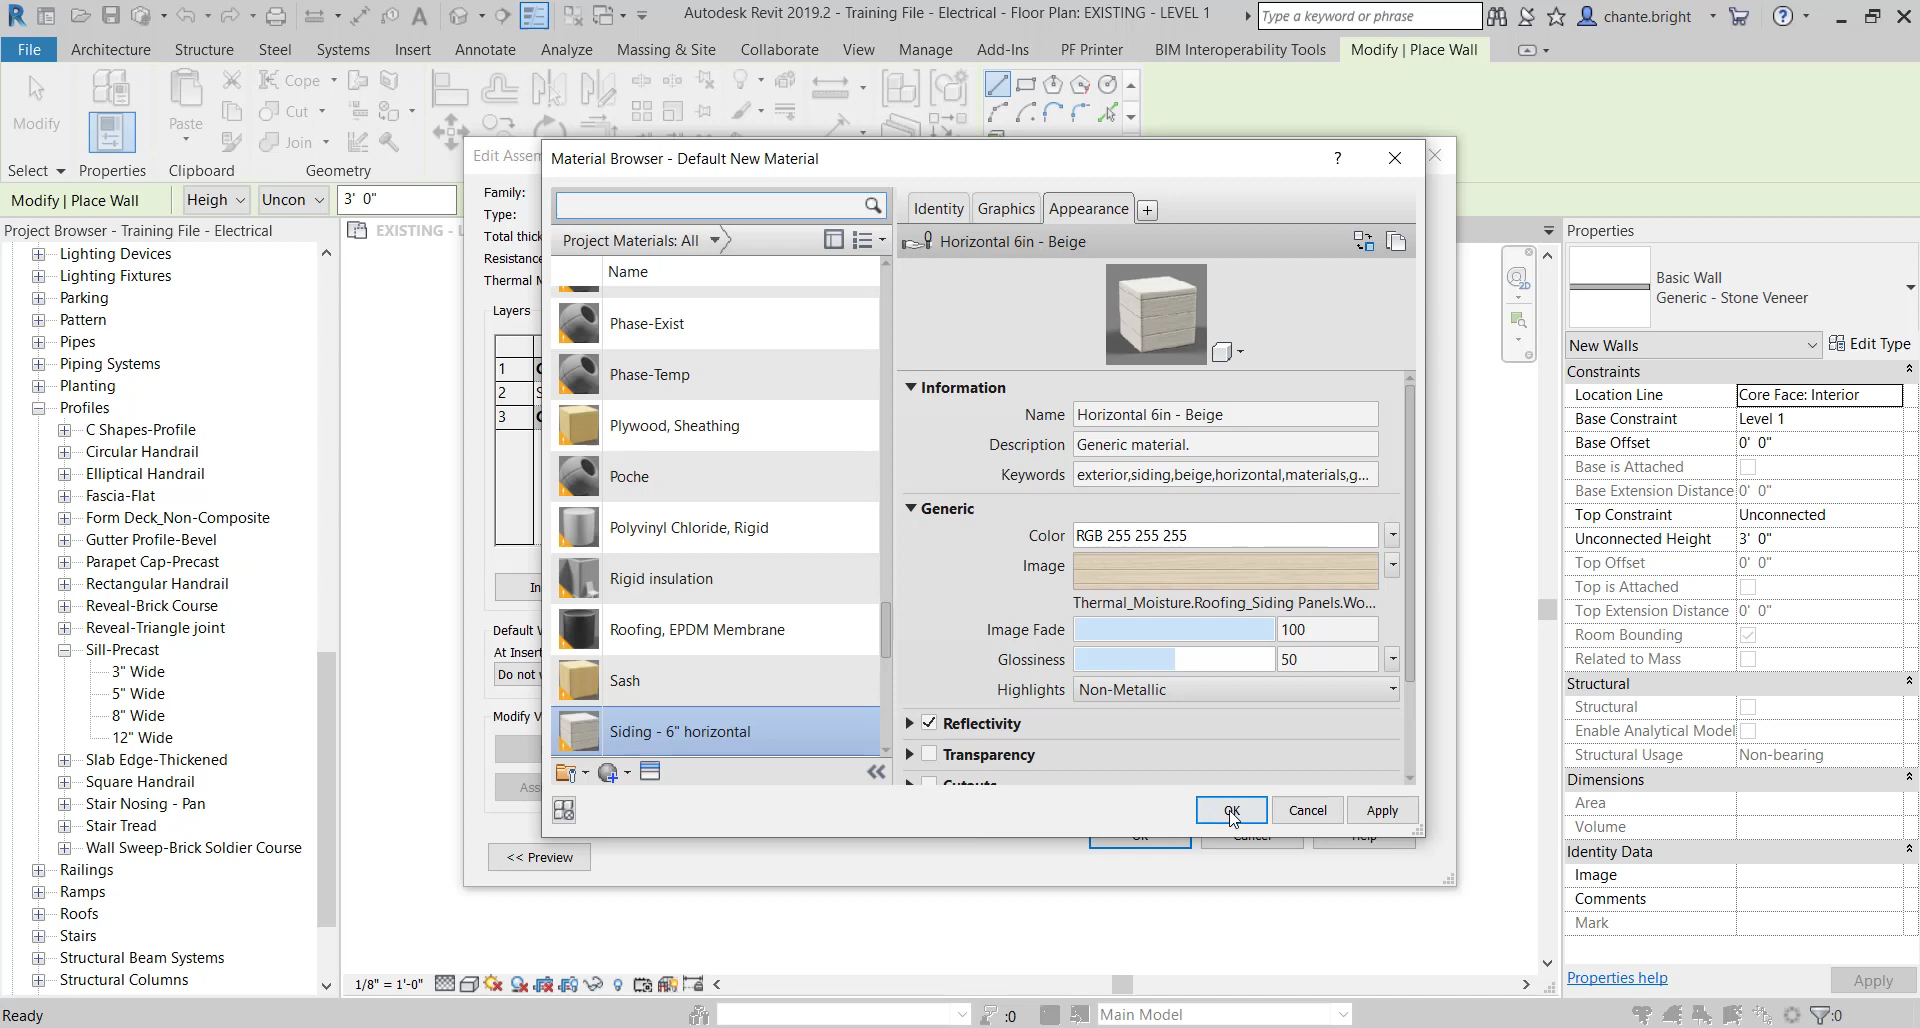 Autodesk Revit 2019.2 - Training File - Electrical - Floor Plan: EXISTING - LEVEL 1
Type a keyword or phrase
chante.bright
File Architecture Structure Steel Systems Insert Annotate Analyze Massing & Site Collaborate View Manage Add-Ins PF Printer BIM Interoperability Tools Modify | Place Wall
Modify
Paste
Cope
Cut
Join
Select Properties Clipboard Geometry
Modify | Place Wall Heigh Uncon 3' 0"
Project Browser - Training File - Electrical
Lighting Devices
Lighting Fixtures
Parking
Pattern
Pipes
Piping Systems
Planting
Profiles
C Shapes-Profile
Circular Handrail
Elliptical Handrail
Fascia-Flat
Form Deck_Non-Composite
Gutter Profile-Bevel
Parapet Cap-Precast
Rectangular Handrail
Reveal-Brick Course
Reveal-Triangle joint
Sill-Precast
3" Wide
5" Wide
8" Wide
12" Wide
Slab Edge-Thickened
Square Handrail
Stair Nosing - Pan
Stair Tread
Wall Sweep-Brick Soldier Course
Railings
Ramps
Roofs
Stairs
Structural Beam Systems
Structural Columns
EXISTING - L
Edit Assem
Family:
Type:
Total thick
Resistance
Thermal M
Layers
1
2 S
3
In
Default W
At Insert
Do not
Modify V
Ass
<< Preview
OK Cancel Help
Material Browser - Default New Material
?
Project Materials: All
Name
Phase-Exist
Phase-Temp
Plywood, Sheathing
Poche
Polyvinyl Chloride, Rigid
Rigid insulation
Roofing, EPDM Membrane
Sash
Siding - 6" horizontal
Identity Graphics Appearance +
Horizontal 6in - Beige
Information
Name Horizontal 6in - Beige
Description Generic material.
Keywords exterior,siding,beige,horizontal,materials,g...
Generic
Color RGB 255 255 255
Image
Thermal_Moisture.Roofing_Siding Panels.Wo...
Image Fade 100
Glossiness 50
Highlights Non-Metallic
Reflectivity
Transparency
Cutouts
OK Cancel Apply
Properties
2D
Basic Wall
Generic - Stone Veneer
New Walls Edit Type
Constraints
Location Line Core Face: Interior
Base Constraint Level 1
Base Offset 0' 0"
Base is Attached
Base Extension Distance 0' 0"
Top Constraint Unconnected
Unconnected Height 3' 0"
Top Offset 0' 0"
Top is Attached
Top Extension Distance 0' 0"
Room Bounding
Related to Mass
Structural
Structural
Enable Analytical Model
Structural Usage Non-bearing
Dimensions
Area
Volume
Identity Data
Image
Comments
Mark
Properties help Apply
1/8" = 1'-0"
Ready :0 Main Model :0